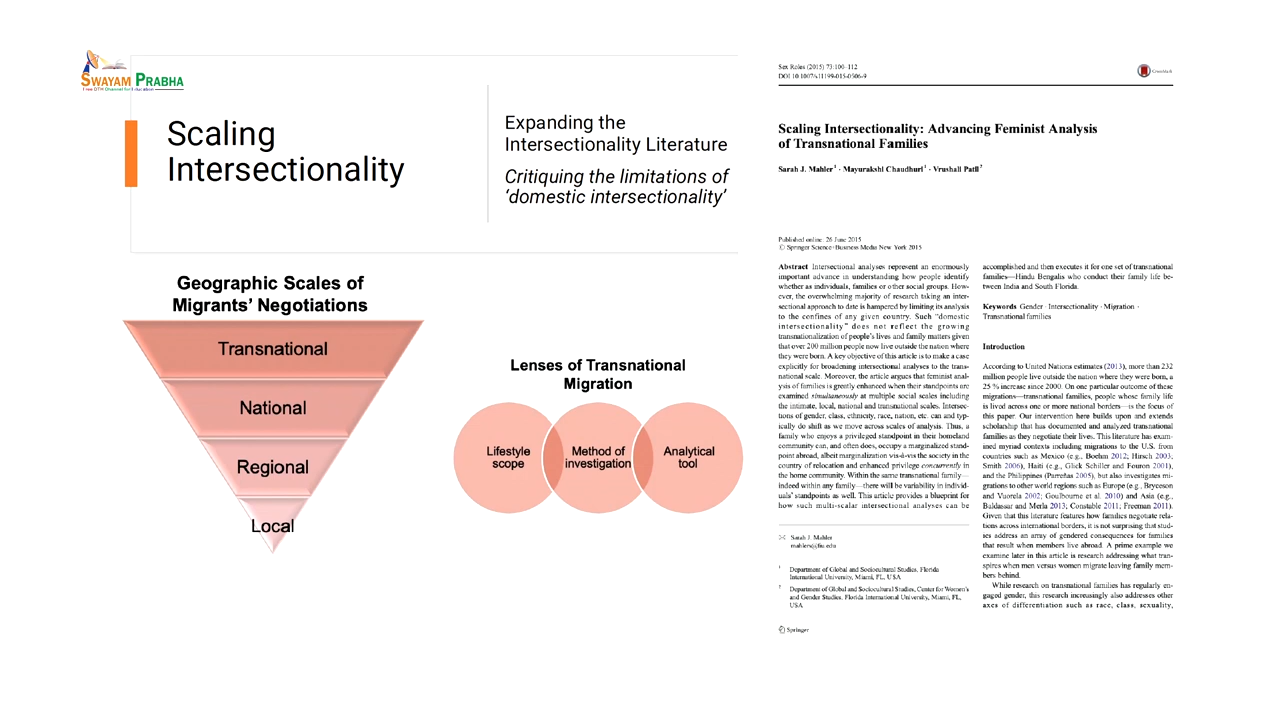 SWAYAM PRABHA
Free DTH Channel for Education
Scaling
Intersectionality
Expanding the
Intersectionality Literature
Critiquing the limitations of
‘domestic intersectionality’
Geographic Scales of
Migrants’ Negotiations
Transnational
National
Regional
Local
Lenses of Transnational
Migration
Lifestyle
scope
Method of
investigation
Analytical
tool
Sex Roles (2015) 73:100–112
DOI 10.1007/s11199-015-0506-9
CrossMark
Scaling Intersectionality: Advancing Feminist Analysis
of Transnational Families
Sarah J. Mahler1 · Mayurakshi Chaudhuri1 · Vrushali Patil2
Published online: 26 June 2015
© Springer Science+Business Media New York 2015
Abstract Intersectional analyses represent an enormously
important advance in understanding how people identify
whether as individuals, families or other social groups. How-
ever, the overwhelming majority of research taking an inter-
sectional approach to date is hampered by limiting its analysis
to the confines of any given country. Such “domestic
intersectionality” does not reflect the growing
transnationalization of people’s lives and family matters given
that over 200 million people now live outside the nation where
they were born. A key objective of this article is to make a case
explicitly for broadening intersectional analyses to the trans-
national scale. Moreover, the article argues that feminist anal-
ysis of families is greatly enhanced when their standpoints are
examined simultaneously at multiple social scales including
the intimate, local, national and transnational scales. Intersec-
tions of gender, class, ethnicity, race, nation, etc. can and typ-
ically do shift as we move across scales of analysis. Thus, a
family who enjoys a privileged standpoint in their homeland
community can, and often does, occupy a marginalized stand-
point abroad, albeit marginalization vis-à-vis the society in the
country of relocation and enhanced privilege concurrently in
the home community. Within the same transnational family—
indeed within any family—there will be variability in individ-
uals’ standpoints as well. This article provides a blueprint for
how such multi-scalar intersectional analyses can be
Sarah J. Mahler
mahlers@fiu.edu
1 Department of Global and Sociocultural Studies, Florida
International University, Miami, FL, USA
2 Department of Global and Sociocultural Studies, Center for Women’s
and Gender Studies, Florida International University, Miami, FL,
USA
Springer
accomplished and then executes it for one set of transnational
families—Hindu Bengalis who conduct their family life be-
tween India and South Florida.
Keywords Gender · Intersectionality · Migration ·
Transnational families
Introduction
According to United Nations estimates (2013), more than 232
million people live outside the nation where they were born, a
25 % increase since 2000. On one particular outcome of these
migrations—transnational families, people whose family life
is lived across one or more national borders—is the focus of
this paper. Our intervention here builds upon and extends
scholarship that has documented and analyzed transnational
families as they negotiate their lives. This literature has exam-
ined myriad contexts including migrations to the U.S. from
countries such as Mexico (e.g., Boehm 2012; Hirsch 2003;
Smith 2006), Haiti (e.g., Glick Schiller and Fouron 2001),
and the Philippines (Parreñas 2005), but also investigates mi-
grations to other world regions such as Europe (e.g., Bryceson
and Vuorela 2002; Goulbourne et al. 2010) and Asia (e.g.,
Baldassar and Merla 2013; Constable 2011; Freeman 2011).
Given that this literature features how families negotiate rela-
tions across international borders, it is not surprising that stud-
ies address an array of gendered consequences for families
that result when members live abroad. A prime example we
examine later in this article is research addressing what tran-
spires when men versus women migrate leaving family mem-
bers behind.
While research on transnational families has regularly en-
gaged gender, this research increasingly also addresses other
axes of differentiation such as race, class, sexuality,